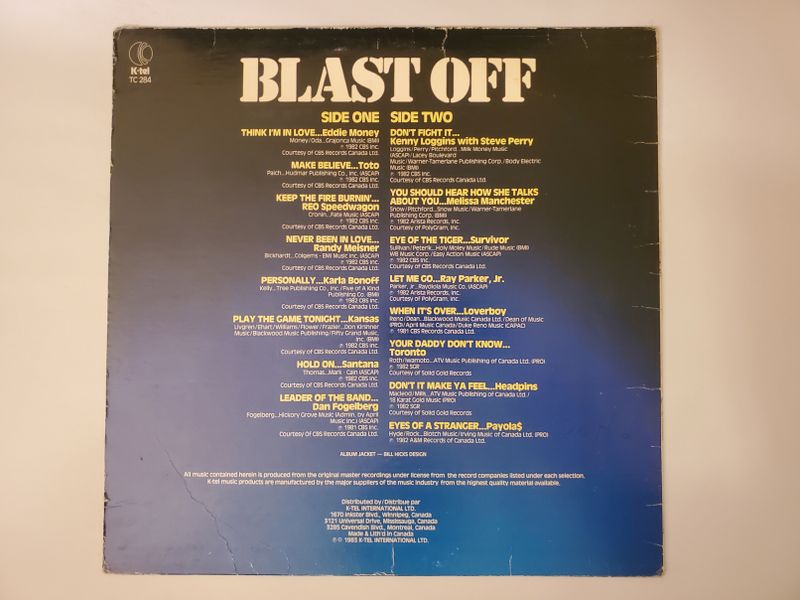 K-tel
TC 284
BLAST OFF
SIDE ONE
THINK I'M IN LOVE...Eddie Money
Money/Oda...Grajonca Music (BMI)
℗ 1982 CBS Inc.
Courtesy of CBS Records Canada Ltd.
MAKE BELIEVE...Toto
Paich...Hudmar Publishing Co., Inc. (ASCAP)
℗ 1982 CBS Inc.
Courtesy of CBS Records Canada Ltd.
KEEP THE FIRE BURNIN'...
REO Speedwagon
Cronin...Fate Music (ASCAP)
℗ 1982 CBS Inc.
Courtesy of CBS Records Canada Ltd.
NEVER BEEN IN LOVE...
Randy Meisner
Bickhardt...Colgems - EMI Music Inc. (ASCAP)
℗ 1982 CBS Inc.
Courtesy of CBS Records Canada Ltd.
PERSONALLY...Karla Bonoff
Kelly...Tree Publishing Co., Inc./Five of A Kind
Publishing Co. (BMI)
℗ 1982 CBS Inc.
Courtesy of CBS Records Canada Ltd.
PLAY THE GAME TONIGHT...Kansas
Livgren/Ehart/Williams/Flower/Frazier...Don Kirshner
Music/Blackwood Music Publishing/Fifty Grand Music,
Inc. (BMI)
℗ 1982 CBS Inc.
Courtesy of CBS Records Canada Ltd.
HOLD ON...Santana
Thomas...Mark - Cain (ASCAP)
℗ 1982 CBS Inc.
Courtesy of CBS Records Canada Ltd.
LEADER OF THE BAND...
Dan Fogelberg
Fogelberg...Hickory Grove Music (Admin. by April
Music Inc.) (ASCAP)
℗ 1981 CBS Inc.
Courtesy Of CBS Records Canada Ltd.
SIDE TWO
DON'T FIGHT IT...
Kenny Loggins with Steve Perry
Loggins/Perry/Pitchford...Milk Money Music
(ASCAP)/Lacey Boulevard
Music/Warner-Tamerlane Publishing Corp./Body Electric
Music (BMI)
℗ 1982 CBS Inc.
Courtesy of CBS Records Canada Ltd.
YOU SHOULD HEAR HOW SHE TALKS
ABOUT YOU...Melissa Manchester
Snow/Pitchford...Snow Music/Warner-Tamerlane
Publishing Corp. (BMI)
℗ 1982 Arista Records, Inc.
Courtesy of PolyGram, Inc.
EYE OF THE TIGER...Survivor
Sullivan/Peterik...Holy Moley Music/Rude Music (BMI)
WB Music Corp./Easy Action Music (ASCAP)
℗ 1982 CBS Inc.
Courtesy of CBS Records Canada Ltd.
LET ME GO...Ray Parker, Jr.
Parker, Jr...Raydiola Music Co. (ASCAP)
℗ 1982 Arista Records, Inc.
Courtesy of PolyGram, Inc.
WHEN IT'S OVER...Loverboy
Reno/Dean...Blackwood Music Canada Ltd./Dean of Music
(PRO)/April Music Canada/Duke Reno Music (CAPAC)
℗ 1981 CBS Records Canada Ltd.
YOUR DADDY DON'T KNOW...
Toronto
Roth/Iwamoto...ATV Music Publishing of Canada Ltd. (PRO)
℗ 1982 SGR
Courtesy of Solid Gold Records
DON'T IT MAKE YA FEEL...Headpins
Macleod/Mills...ATV Music Publishing of Canada Ltd./
18 Karat Gold Music (PRO)
℗ 1982 SGR
Courtesy of Solid Gold Records
EYES OF A STRANGER...Payola$
Hyde/Rock...Blotch Music/Irving Music of Canada Ltd. (PRO)
℗ 1982 A&M Records of Canada Ltd.
ALBUM JACKET — BILL HICKS DESIGN
All music contained herein is produced from the original master recordings under license from the record companies listed under each selection.
K-tel music products are manufactured by the major suppliers of the music industry from the highest quality material available.
Distributed by/Distribue par
K-TEL INTERNATIONAL LTD.
1670 Inkster Blvd., Winnipeg, Canada
3121 Universal Drive, Mississauga, Canada
3285 Cavendish Blvd., Montreal, Canada
Made & Lith'd in Canada
℗ © 1983 K-TEL INTERNATIONAL LTD.